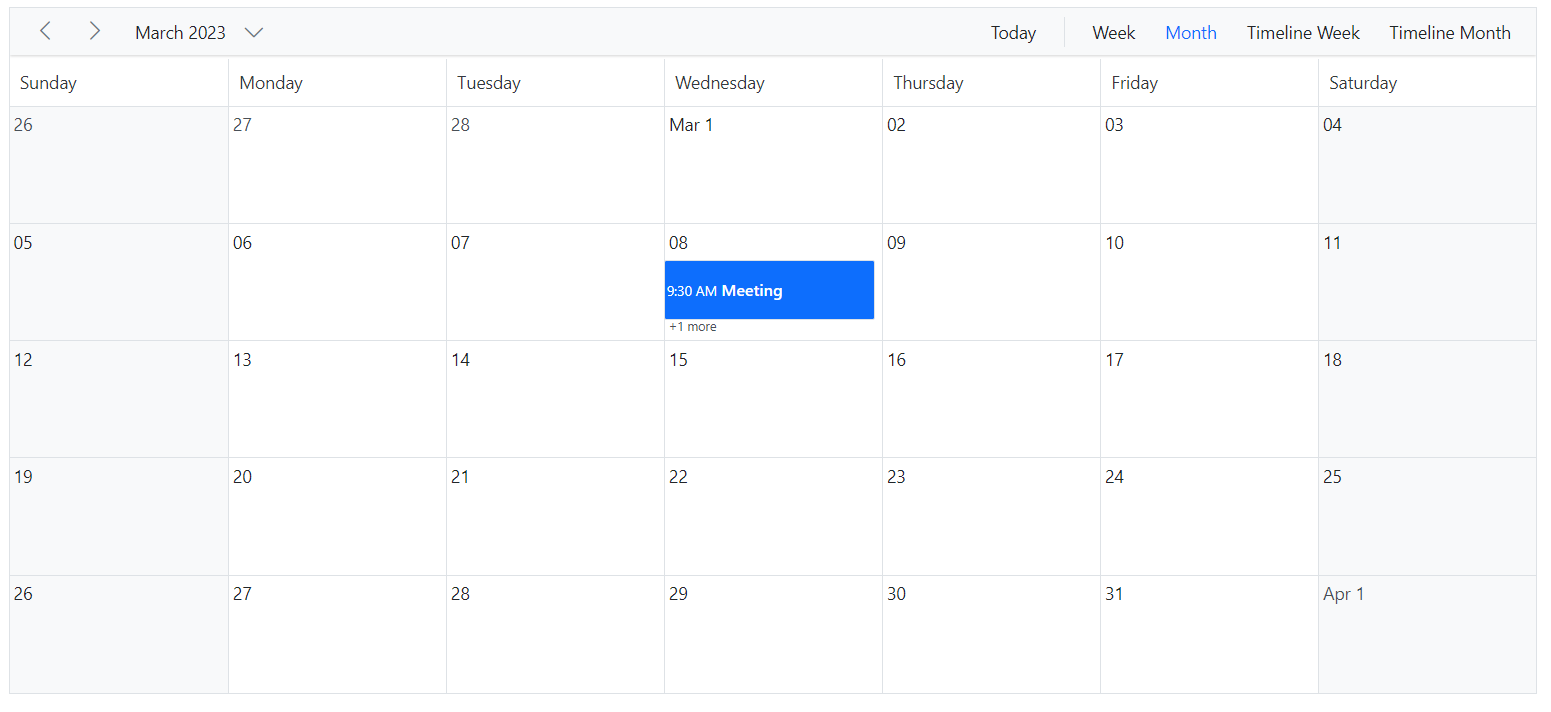 March 2023 Today Week Month Timeline Week Timeline Month
Sunday Monday Tuesday Wednesday Thursday Friday Saturday
26 27 28 Mar 1 02 03 04
05 06 07 08 09 10 11
9:30 AM Meeting
+1 more
12 13 14 15 16 17 18
19 20 21 22 23 24 25
26 27 28 29 30 31 Apr 1